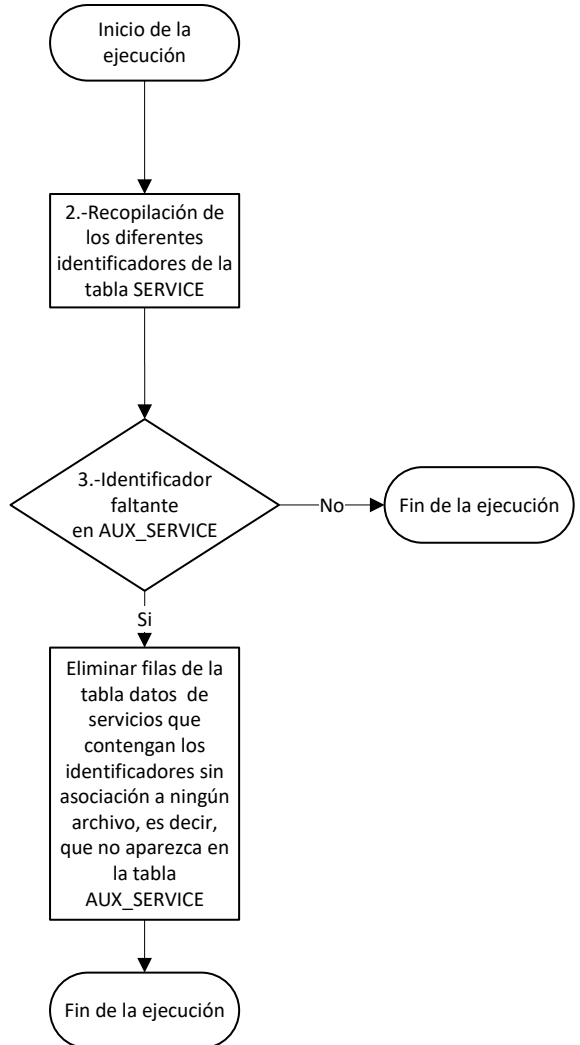 Inicio de la
ejecución
2.-Recopilación de
los diferentes
identificadores de la
tabla SERVICE
3.-Identificador
faltante
en AUX_SERVICE
No
Fin de la ejecución
Si
Eliminar filas de la
tabla datos  de
servicios que
contengan los
identificadores sin
asociación a ningún
archivo, es decir,
que no aparezca en
la tabla
AUX_SERVICE
Fin de la ejecución